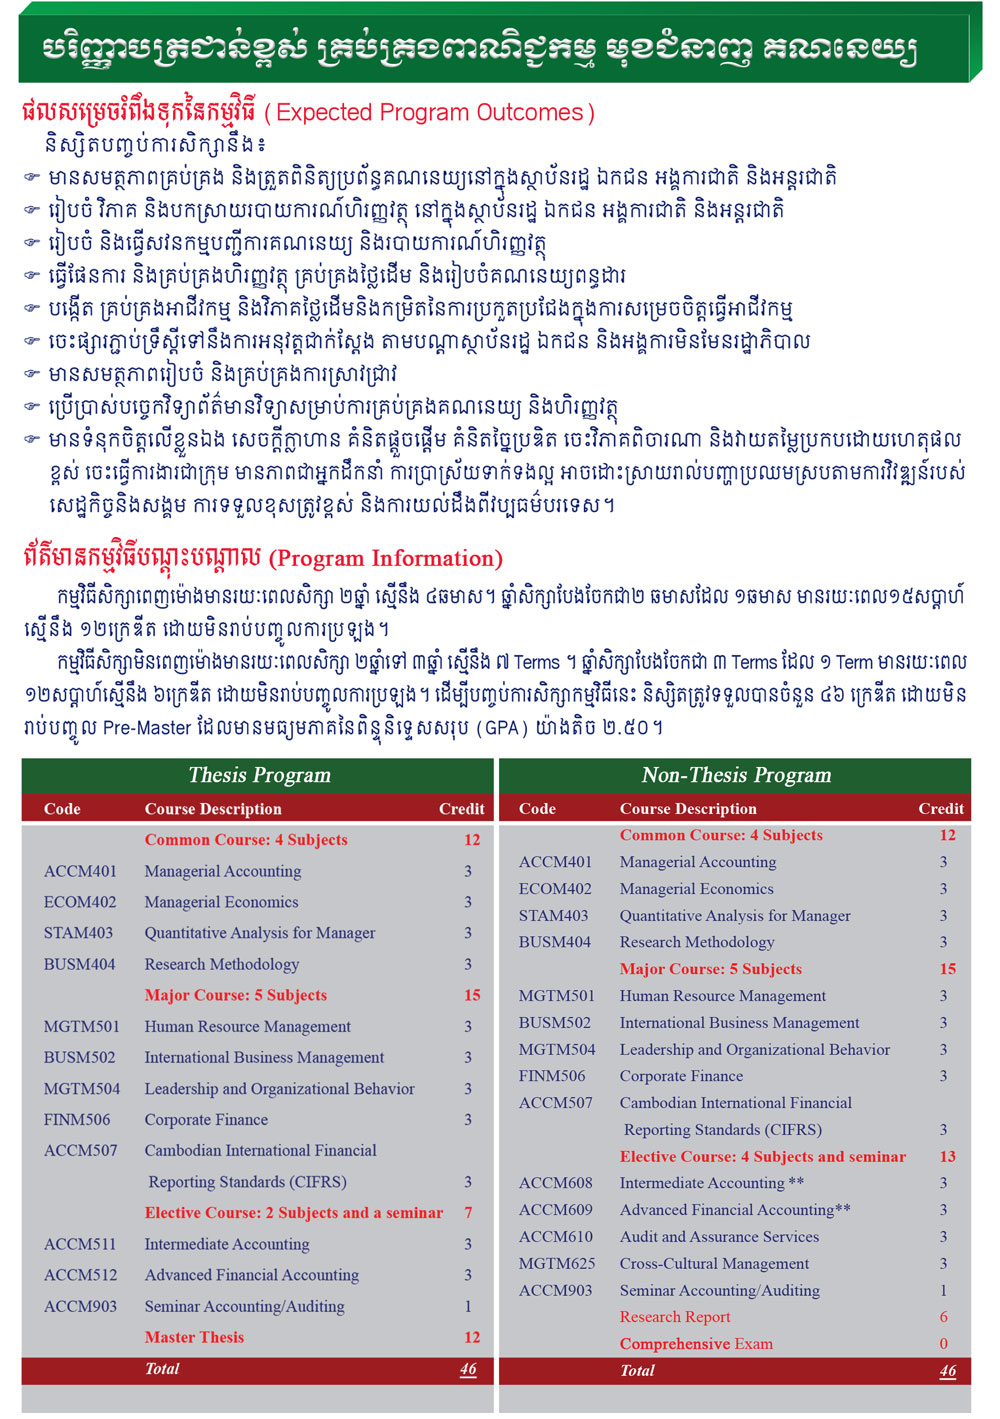 បរិញ្ញាបត្រជាន់ខ្ពស់ គ្រប់គ្រងពាណិជ្ជកម្ម មុខជំនាញ គណនេយ្យ
ផលសម្រេចរំពឹងទុកនៃកម្មវិធី (Expected Program Outcomes)
និស្សិតបញ្ចប់ការសិក្សានឹង៖
☞ មានសមត្ថភាពគ្រប់គ្រង និងត្រួតពិនិត្យប្រព័ន្ធគណនេយ្យនៅក្នុងស្ថាប័នរដ្ឋ ឯកជន អង្គការជាតិ និងអន្តរជាតិ
☞ រៀបចំ វិភាគ និងបកស្រាយរបាយការណ៍ហិរញ្ញវត្ថុ នៅក្នុងស្ថាប័នរដ្ឋ ឯកជន អង្គការជាតិ និងអន្តរជាតិ
☞ រៀបចំ និងធ្វើសវនកម្មបញ្ជីការគណនេយ្យ និងរបាយការណ៍ហិរញ្ញវត្ថុ
☞ ធ្វើផែនការ និងគ្រប់គ្រងហិរញ្ញវត្ថុ គ្រប់គ្រងថ្លៃដើម និងរៀបចំគណនេយ្យពន្ធដារ
☞ បង្កើត គ្រប់គ្រងអាជីវកម្ម និងវិភាគថ្លៃដើមនិងកម្រិតនៃការប្រកួតប្រជែងក្នុងការសម្រេចចិត្តធ្វើអាជីវកម្ម
☞ ចេះផ្សារភ្ជាប់ទ្រឹស្តីទៅនឹងការអនុវត្តជាក់ស្តែង តាមបណ្តាស្ថាប័នរដ្ឋ ឯកជន និងអង្គការមិនមែនរដ្ឋាភិបាល
☞ មានសមត្ថភាពរៀបចំ និងគ្រប់គ្រងការស្រាវជ្រាវ
☞ ប្រើប្រាស់បច្ចេកវិទ្យាព័ត៌មានវិទ្យាសម្រាប់ការគ្រប់គ្រងគណនេយ្យ និងហិរញ្ញវត្ថុ
☞ មានទំនុកចិត្តលើខ្លួនឯង សេចក្តីក្លាហាន គំនិតផ្តួចផ្តើម គំនិតច្នៃប្រឌិត ចេះវិភាគពិចារណា និងវាយតម្លៃប្រកបដោយហេតុផល
ខ្ពស់ ចេះធ្វើការងារជាក្រុម មានភាពជាអ្នកដឹកនាំ ការប្រាស្រ័យទាក់ទងល្អ អាចដោះស្រាយរាល់បញ្ហាប្រឈមស្របតាមការវិវឌ្ឍន៍របស់
សេដ្ឋកិច្ចនិងសង្គម ការទទួលខុសត្រូវខ្ពស់ និងការយល់ដឹងពីវប្បធម៌បរទេស។
ព័ត៌មានកម្មវិធីបណ្តុះបណ្តាល (Program Information)
កម្មវិធីសិក្សាពេញម៉ោងមានរយៈពេលសិក្សា ២ឆ្នាំ ស្មើនឹង ៤ឆមាស។ ឆ្នាំសិក្សាបែងចែកជា២ ឆមាសដែល ១ឆមាស មានរយៈពេល១៥សប្តាហ៍
ស្មើនឹង ១២ក្រេឌីត ដោយមិនរាប់បញ្ចូលការប្រឡង។
កម្មវិធីសិក្សាមិនពេញម៉ោងមានរយៈពេលសិក្សា ២ឆ្នាំទៅ ៣ឆ្នាំ ស្មើនឹង ៧ Terms ។ ឆ្នាំសិក្សាបែងចែកជា ៣ Terms ដែល ១ Term មានរយៈពេល
១២សប្តាហ៍ស្មើនឹង ៦ក្រេឌីត ដោយមិនរាប់បញ្ចូលការប្រឡង។ ដើម្បីបញ្ចប់ការសិក្សាកម្មវិធីនេះ និស្សិតត្រូវទទួលបានចំនួន ៤៦ ក្រេឌីត ដោយមិន
រាប់បញ្ចូល Pre-Master ដែលមានមធ្យមភាគនៃពិន្ទុនិទ្ទេសសរុប (GPA) យ៉ាងតិច ២.៥០។
Thesis Program
Code Course Description Credit
Common Course: 4 Subjects 12
ACCM401 Managerial Accounting 3
ECOM402 Managerial Economics 3
STAM403 Quantitative Analysis for Manager 3
BUSM404 Research Methodology 3
Major Course: 5 Subjects 15
MGTM501 Human Resource Management 3
BUSM502 International Business Management 3
MGTM504 Leadership and Organizational Behavior 3
FINM506 Corporate Finance 3
ACCM507 Cambodian International Financial
Reporting Standards (CIFRS) 3
Elective Course: 2 Subjects and a seminar 7
ACCM511 Intermediate Accounting 3
ACCM512 Advanced Financial Accounting 3
ACCM903 Seminar Accounting/Auditing 1
Master Thesis 12
Total 46
Non-Thesis Program
Code Course Description Credit
Common Course: 4 Subjects 12
ACCM401 Managerial Accounting 3
ECOM402 Managerial Economics 3
STAM403 Quantitative Analysis for Manager 3
BUSM404 Research Methodology 3
Major Course: 5 Subjects 15
MGTM501 Human Resource Management 3
BUSM502 International Business Management 3
MGTM504 Leadership and Organizational Behavior 3
FINM506 Corporate Finance 3
ACCM507 Cambodian International Financial
Reporting Standards (CIFRS) 3
Elective Course: 4 Subjects and seminar 13
ACCM608 Intermediate Accounting ** 3
ACCM609 Advanced Financial Accounting** 3
ACCM610 Audit and Assurance Services 3
MGTM625 Cross-Cultural Management 3
ACCM903 Seminar Accounting/Auditing 1
Research Report 6
Comprehensive Exam 0
Total 46